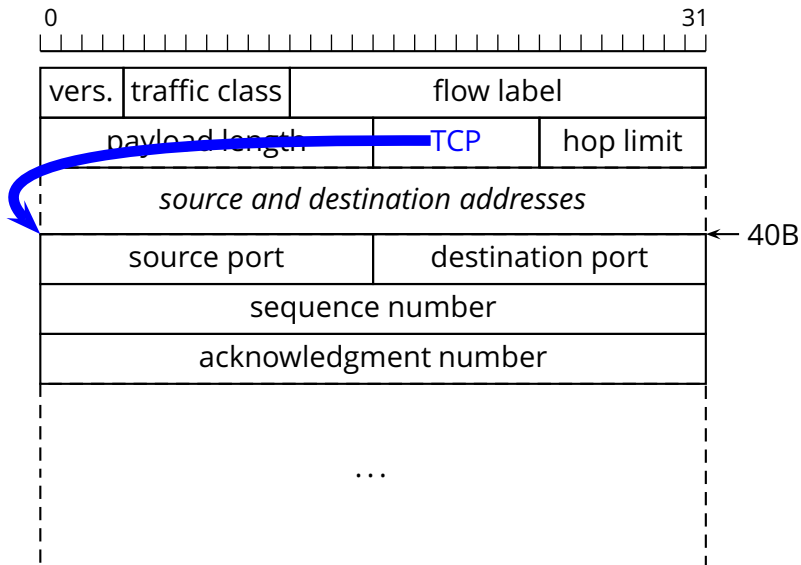 0 31
vers. traffic class flow label
payload length TCP hop limit
source and destination addresses
40B
source port destination port
sequence number
acknowledgment number
...